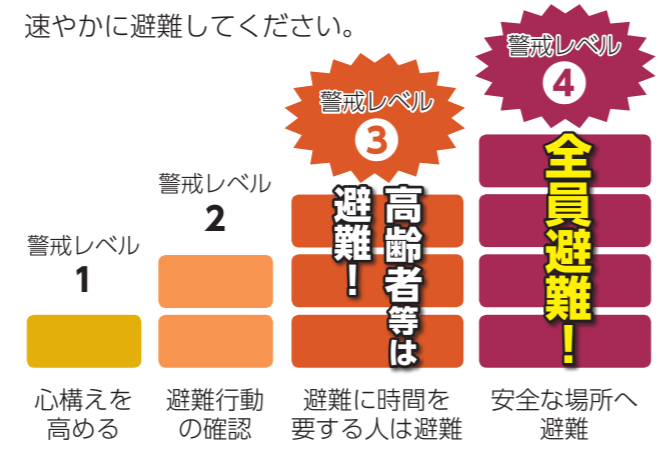 速やかに避難してください。
警戒レベル
1
心構えを
高める
警戒レベル
2
避難行動
の確認
警戒レベル
3
高齢者等は
避難！
避難に時間を
要する人は避難
警戒レベル
4
全員避難！
安全な場所へ
避難